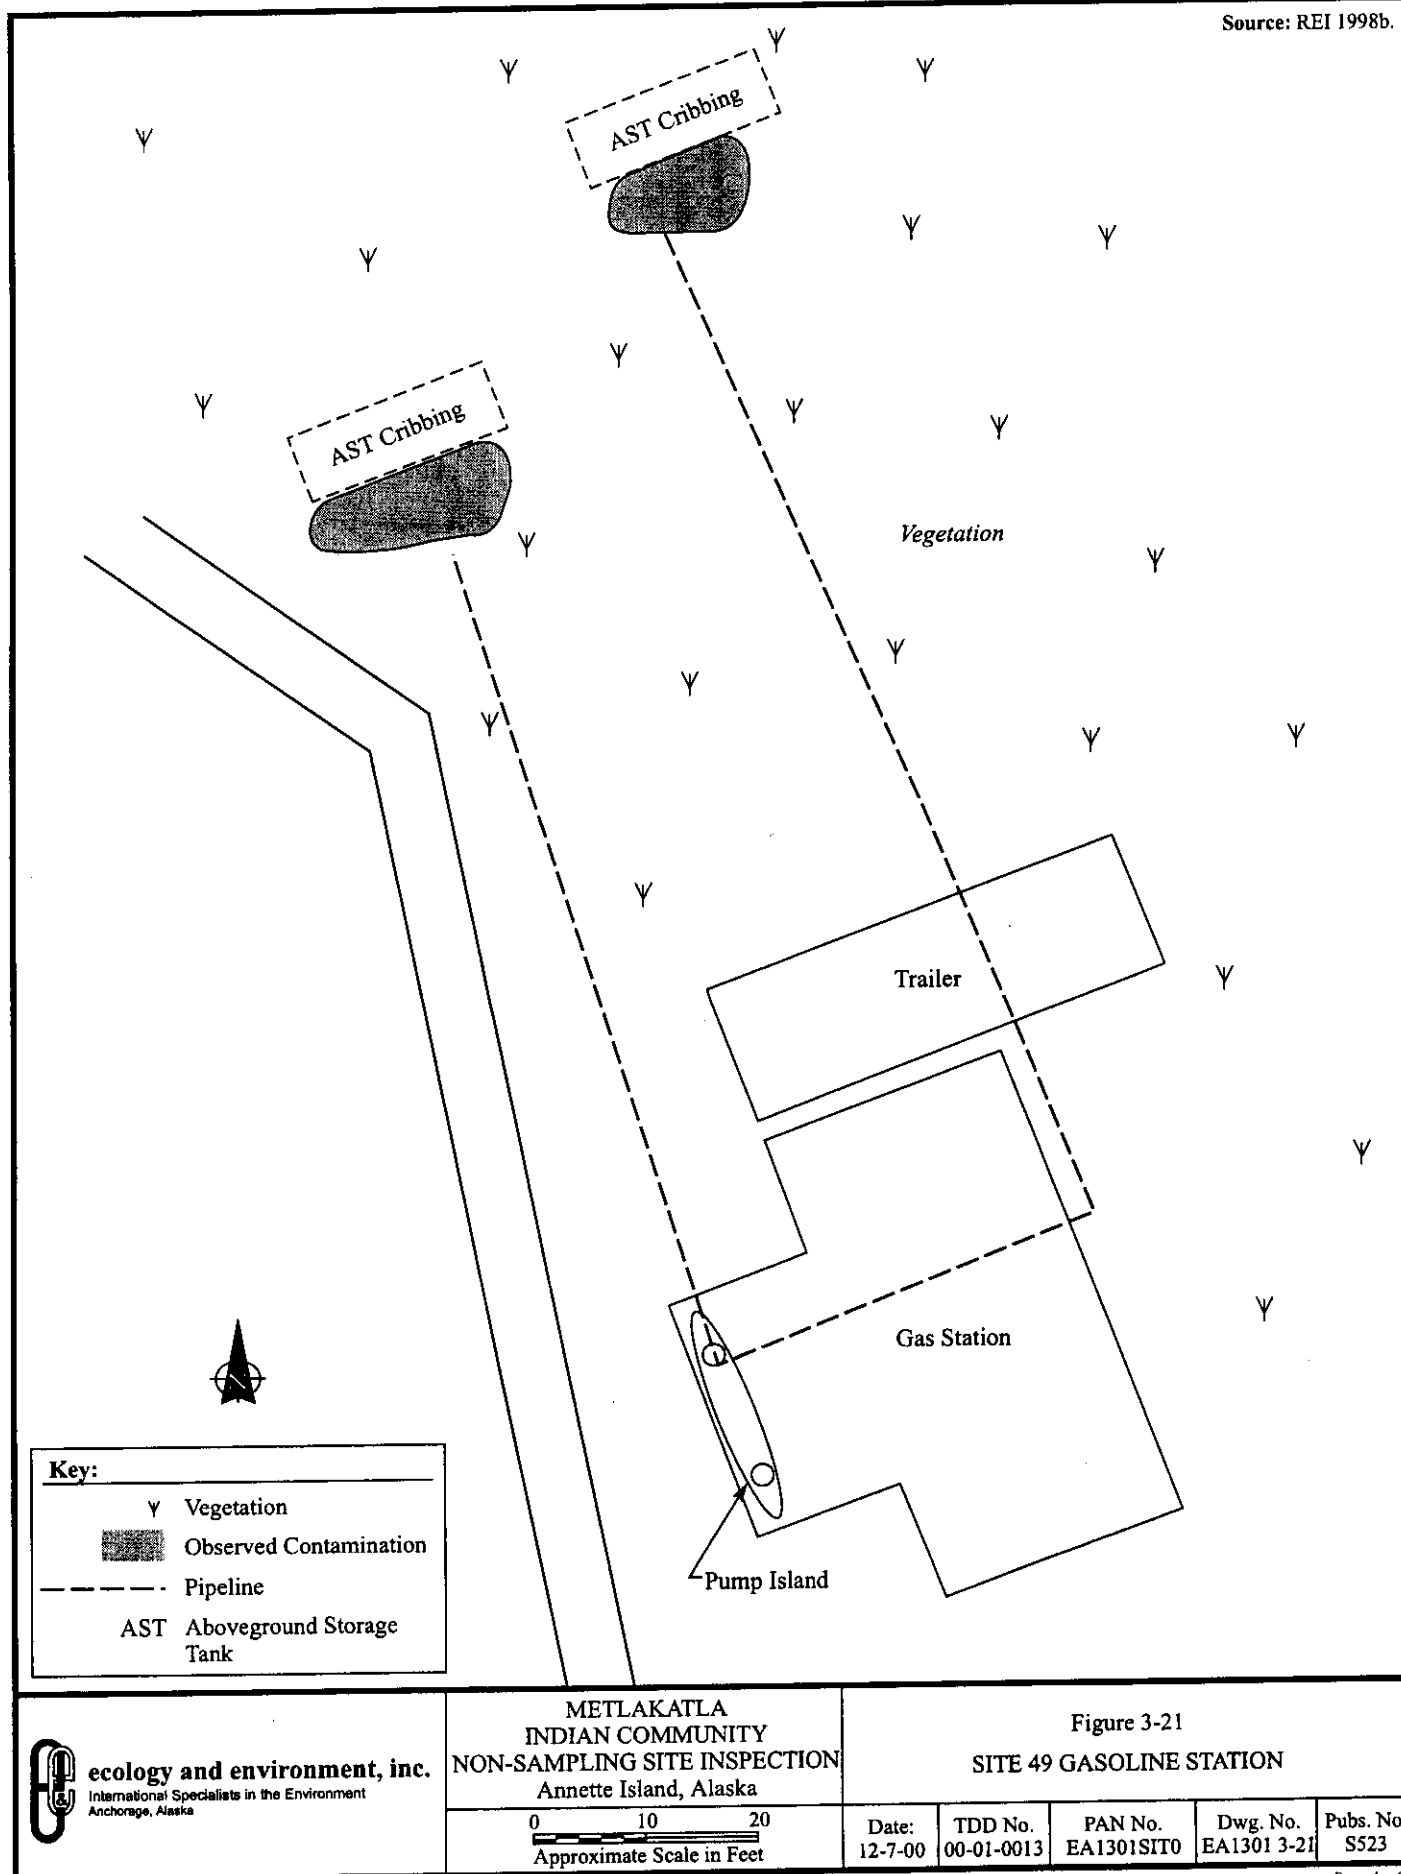 Source: REI 1998b.
AST Cribbing
AST Cribbing
Vegetation
Trailer
Gas Station
Pump Island
Key:
Vegetation
Observed Contamination
Pipeline
AST Aboveground Storage
Tank
ecology and environment, inc.
International Specialists in the Environment
Anchorage, Alaska
METLAKATLA
INDIAN COMMUNITY
NON-SAMPLING SITE INSPECTION
Annette Island, Alaska
0 10 20
Approximate Scale in Feet
Figure 3-21
SITE 49 GASOLINE STATION
Date:
12-7-00
TDD No.
00-01-0013
PAN No.
EA1301SIT0
Dwg. No.
EA1301 3-21
Pubs. No
S523